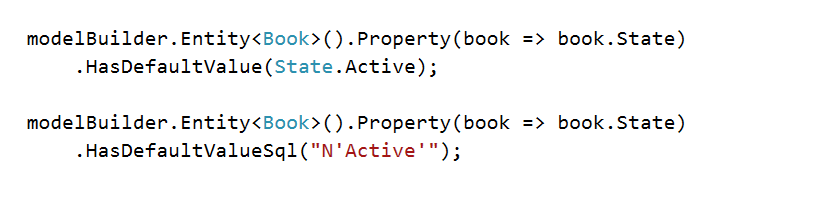 modelBuilder.Entity<Book>().Property(book => book.State)
.HasDefaultValue(State.Active);
modelBuilder.Entity<Book>().Property(book => book.State)
.HasDefaultValueSql("N'Active'");